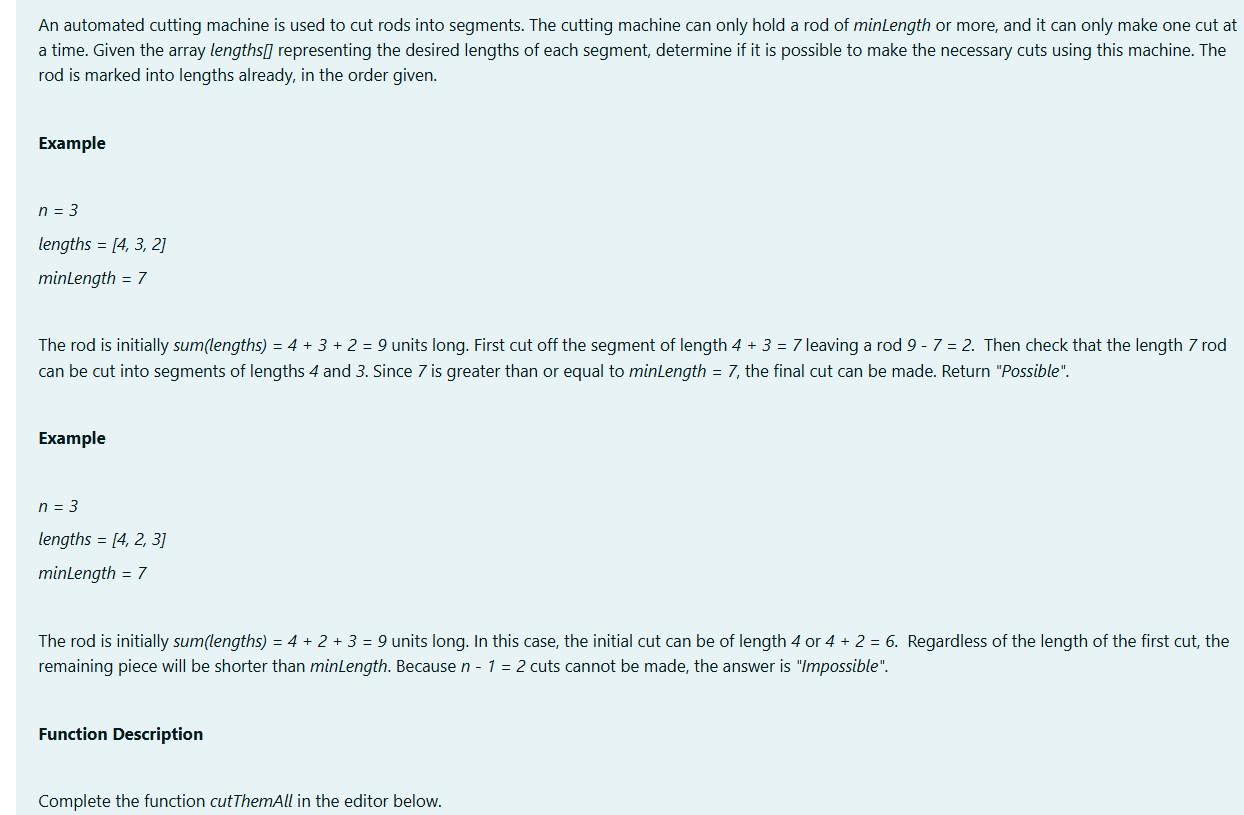 An automated cutting machine is used to cut rods into segments. The cutting machine can only hold a rod of minLength or more, and it can only make one cut at
a time. Given the array lengths[] representing the desired lengths of each segment, determine if it is possible to make the necessary cuts using this machine. The
rod is marked into lengths already, in the order given.
Example
n = 3
lengths = [4, 3, 2]
minLength = 7
The rod is initially sum(lengths) = 4 + 3 + 2 = 9 units long. First cut off the segment of length 4 + 3 = 7 leaving a rod 9 - 7 = 2. Then check that the length 7 rod
can be cut into segments of lengths 4 and 3. Since 7 is greater than or equal to minLength = 7, the final cut can be made. Return "Possible".
Example
n = 3
lengths = [4, 2, 3]
minLength = 7
The rod is initially sum(lengths) = 4 + 2 + 3 = 9 units long. In this case, the initial cut can be of length 4 or 4 + 2 = 6. Regardless of the length of the first cut, the
remaining piece will be shorter than minLength. Because n - 1 = 2 cuts cannot be made, the answer is "Impossible".
Function Description
Complete the function cutThemAll in the editor below.